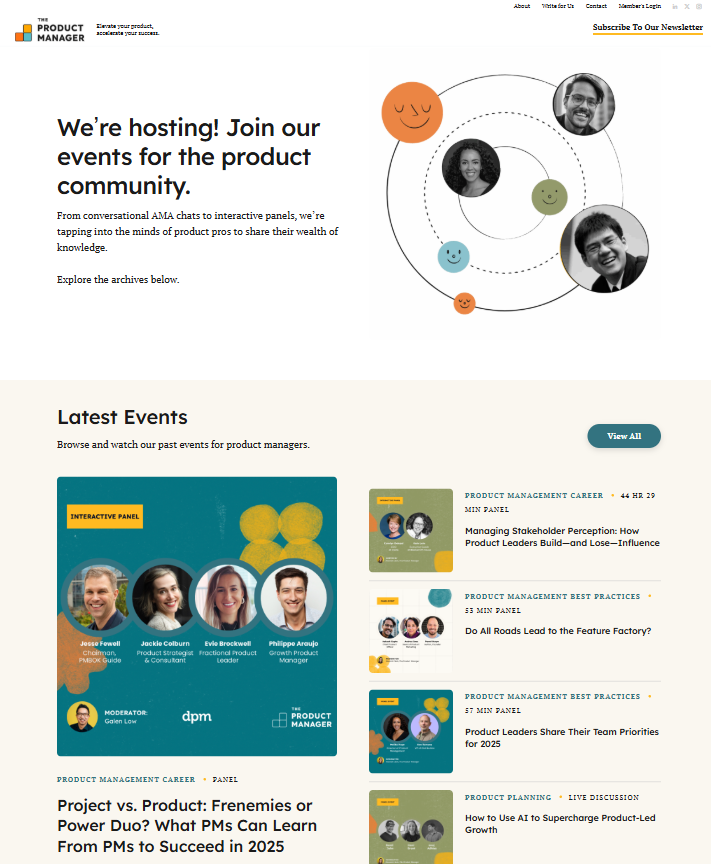 About Write for Us Contact Member's Login
THE
PRODUCT
MANAGER
Elevate your product,
accelerate your success.
Subscribe To Our Newsletter
We're hosting! Join our
events for the product
community.
From conversational AMA chats to interactive panels, we're
tapping into the minds of product pros to share their wealth of
knowledge.
Explore the archives below.
Latest Events
Browse and watch our past events for product managers.
View All
INTERACTIVE PANEL
Jesse Fewell Jackie Colburn Evie Brockwell Philippe Araujo
Chairman, Product Strategist Fractional Product Growth Product
PMBOK Guide & Consultant Leader Manager
MODERATOR:
Galen Low
dpm
THE
PRODUCT
MANAGER
PRODUCT MANAGEMENT CAREER • PANEL
Project vs. Product: Frenemies or
Power Duo? What PMs Can Learn
From PMs to Succeed in 2025
PRODUCT MANAGEMENT CAREER • 44 HR 29
MIN PANEL
Managing Stakeholder Perception: How
Product Leaders Build—and Lose—Influence
PRODUCT MANAGEMENT BEST PRACTICES •
53 MIN PANEL
Do All Roads Lead to the Feature Factory?
PRODUCT MANAGEMENT BEST PRACTICES •
57 MIN PANEL
Product Leaders Share Their Team Priorities
for 2025
PRODUCT PLANNING • LIVE DISCUSSION
How to Use AI to Supercharge Product-Led
Growth